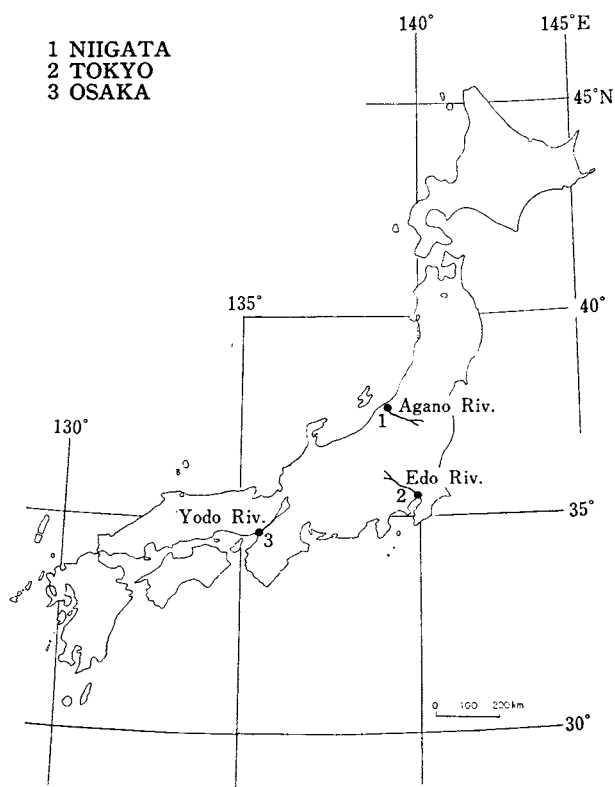 1 NIIGATA
2 TOKYO
3 OSAKA
140°
145°E
45°N
135°
40°
130°
Agano Riv.
1
Edo Riv.
2
Yodo Riv.
3
35°
0 100 200km
30°